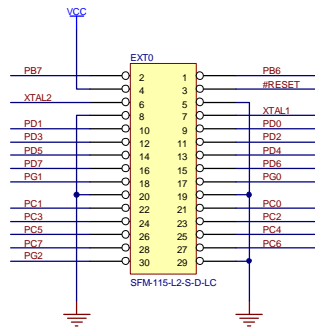 VCC
EXT0
PB7 2 1 PB6
4 3 #RESET
XTAL2 6 5
8 7 XTAL1
PD1 10 9 PD0
PD3 12 11 PD2
PD5 14 13 PD4
PD7 16 15 PD6
PG1 18 17 PG0
20 19
PC1 22 21 PC0
PC3 24 23 PC2
PC5 26 25 PC4
PC7 28 27 PC6
PG2 30 29
SFM-115-L2-S-D-LC